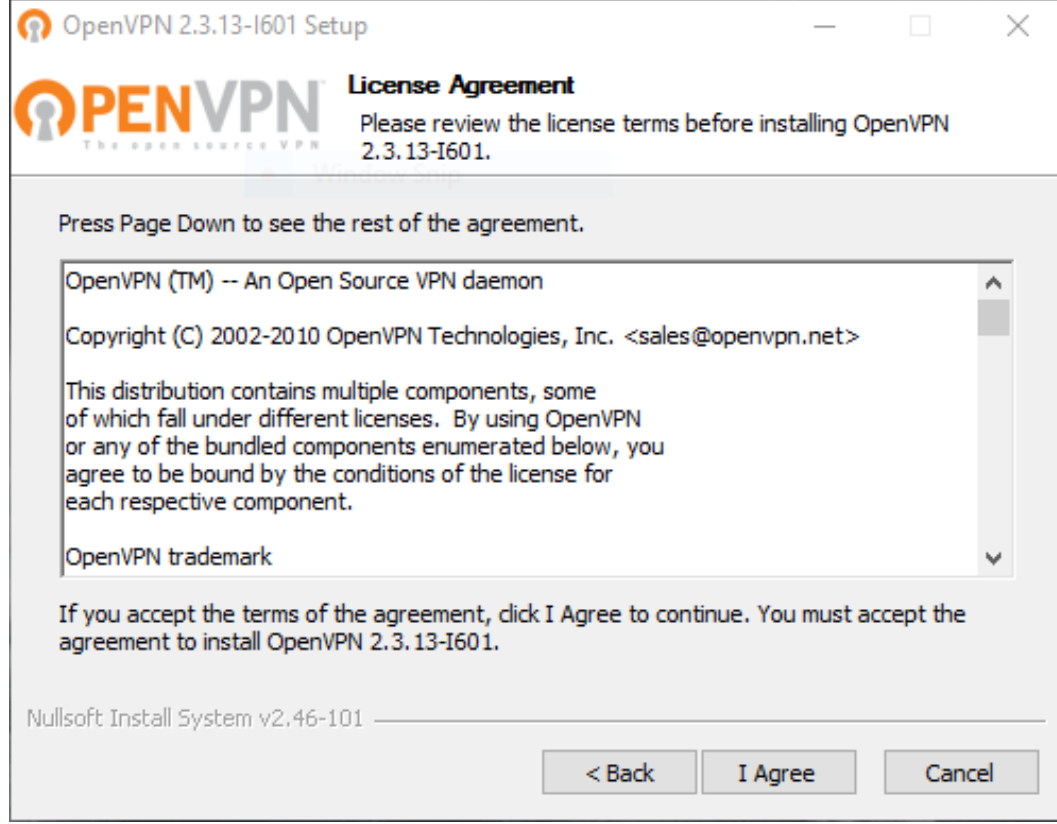 OpenVPN 2.3.13-I601 Setup
OPENVPN
The open source VPN
License Agreement
Please review the license terms before installing OpenVPN
2.3.13-I601.
Window Snip
Press Page Down to see the rest of the agreement.
OpenVPN (TM) -- An Open Source VPN daemon
Copyright (C) 2002-2010 OpenVPN Technologies, Inc. <sales@openvpn.net>
This distribution contains multiple components, some
of which fall under different licenses.  By using OpenVPN
or any of the bundled components enumerated below, you
agree to be bound by the conditions of the license for
each respective component.
OpenVPN trademark
If you accept the terms of the agreement, click I Agree to continue. You must accept the
agreement to install OpenVPN 2.3.13-I601.
Nullsoft Install System v2.46-101
< Back I Agree Cancel